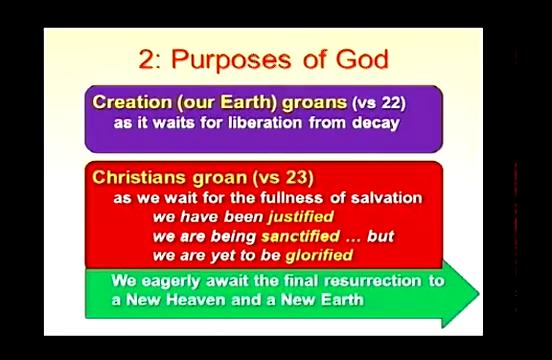 2: Purposes of God
Creation (our Earth) groans (vs 22)
as it waits for liberation from decay
Christians groan (vs 23)
as we wait for the fullness of salvation
we have been justified
we are being sanctified ... but
we are yet to be glorified
We eagerly await the final resurrection to
a New Heaven and a New Earth